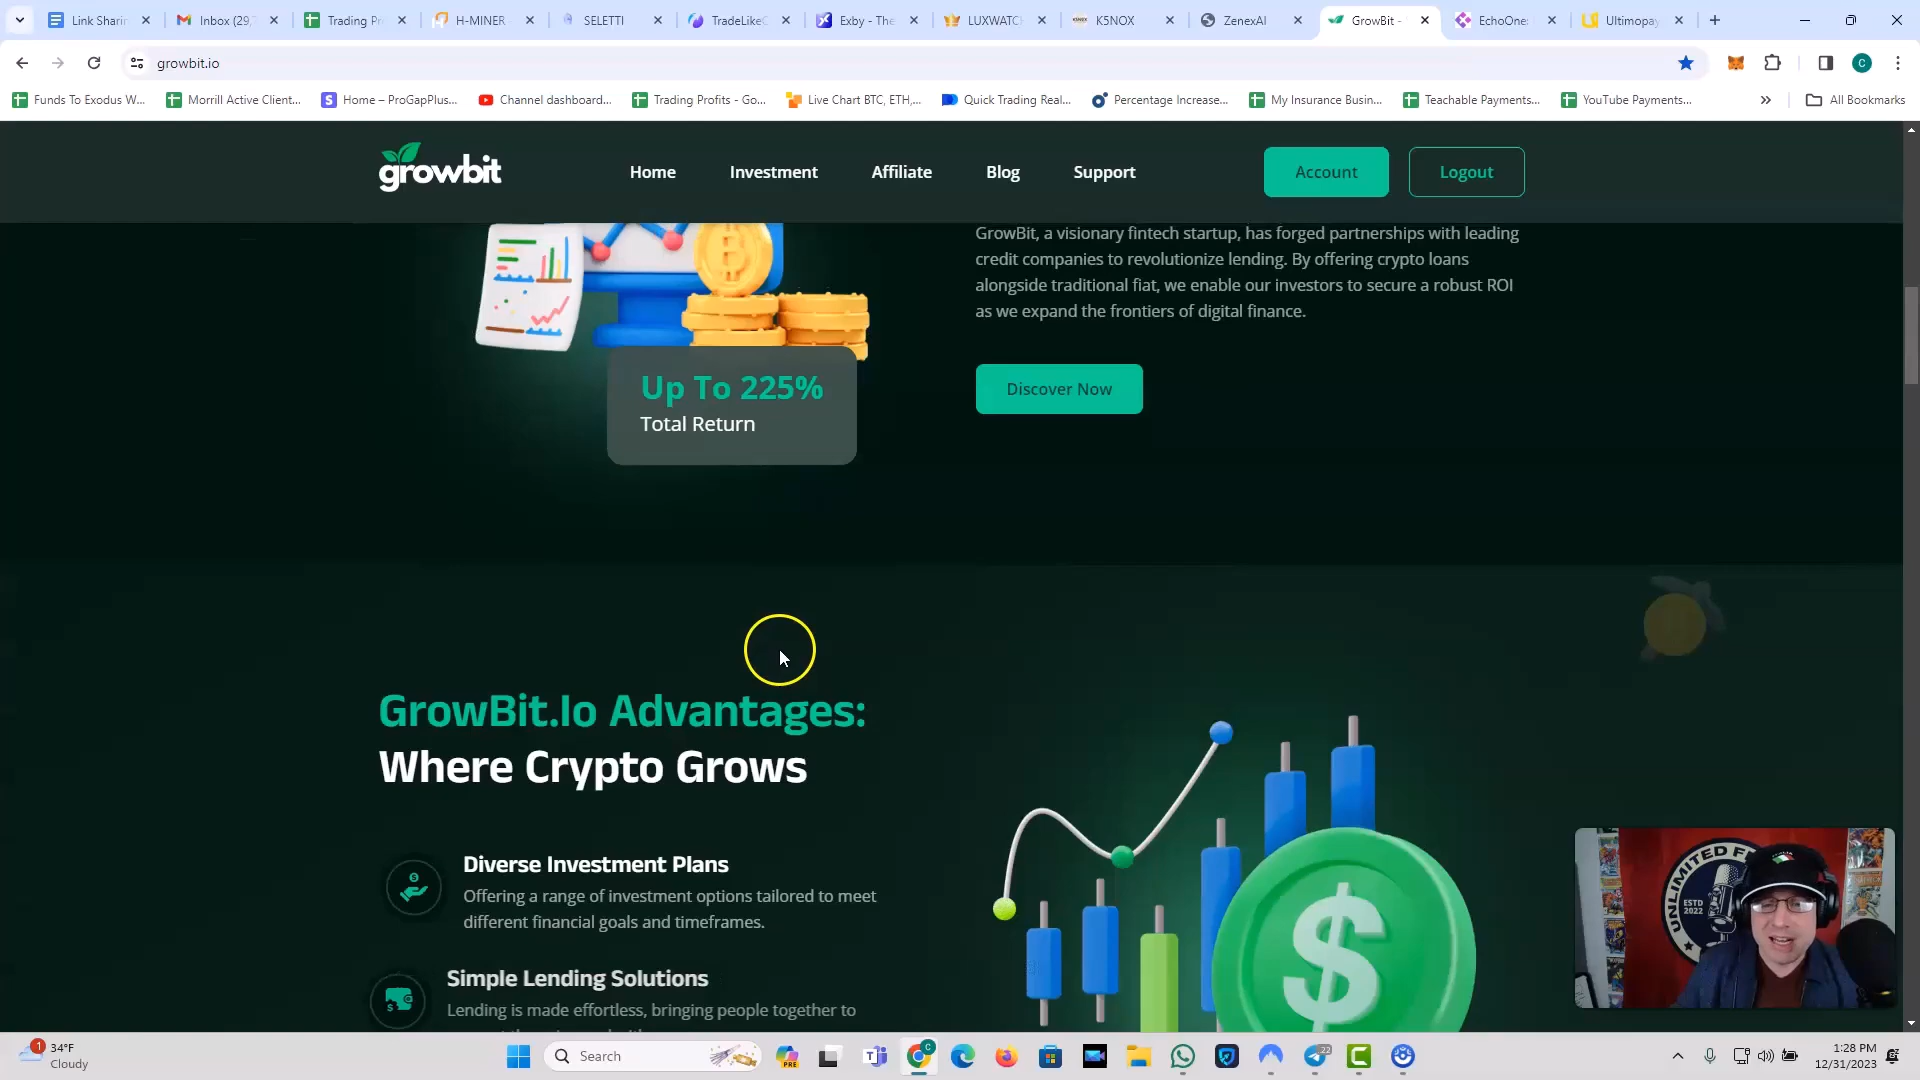 Link Sharin
Inbox (29,
Trading Pr
H-MINER
SELETTI
TradeLikeC
Exby - The
LUXWATC
K5NOX
ZenexAI
GrowBit -
EchoOne:
Ultimopay
growbit.io
C
Funds To Exodus W...
Morrill Active Client...
Home – ProGapPlus...
Channel dashboard...
Trading Profits - Go...
Live Chart BTC, ETH,...
Quick Trading Real...
Percentage Increase...
My Insurance Busin...
Teachable Payments...
YouTube Payments...
All Bookmarks
growbit
Home
Investment
Affiliate
Blog
Support
Account
Logout
GrowBit, a visionary fintech startup, has forged partnerships with leading
credit companies to revolutionize lending. By offering crypto loans
alongside traditional fiat, we enable our investors to secure a robust ROI
as we expand the frontiers of digital finance.
Up To 225%
Total Return
Discover Now
GrowBit.Io Advantages:
Where Crypto Grows
Diverse Investment Plans
Offering a range of investment options tailored to meet
different financial goals and timeframes.
Simple Lending Solutions
Lending is made effortless, bringing people together to
$
UNLIMITED F
ESTD
2022
1
34°F
Cloudy
Search
PRE
C
22
1:28 PM
12/31/2023